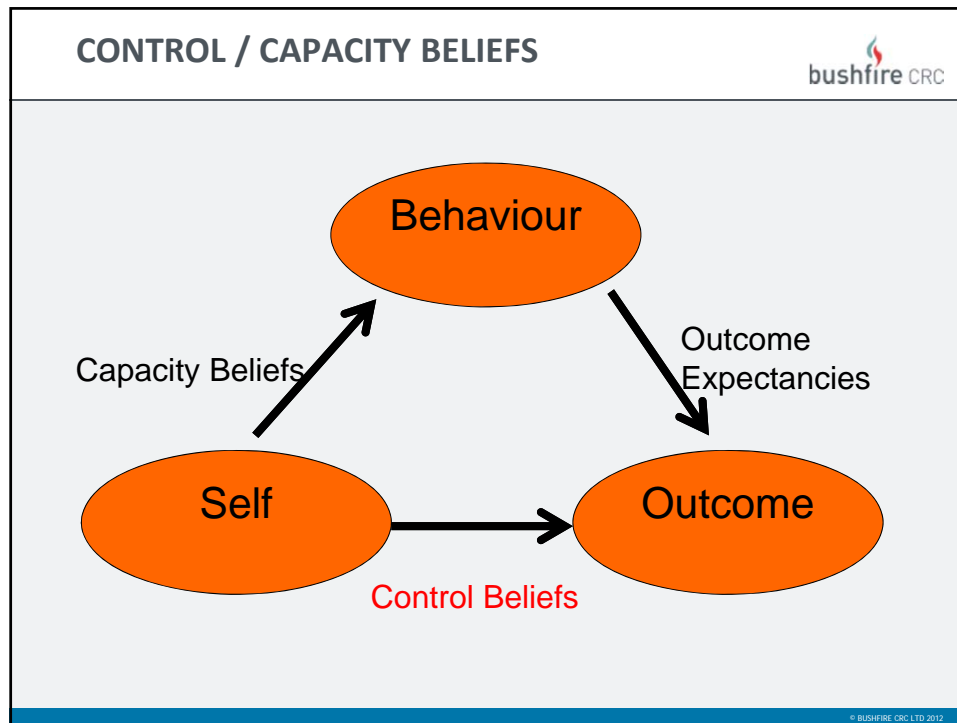 CONTROL / CAPACITY BELIEFS
bushfire CRC
Behaviour
Capacity Beliefs
Outcome
Expectancies
Self
Outcome
Control Beliefs
© BUSHFIRE CRC LTD 2012